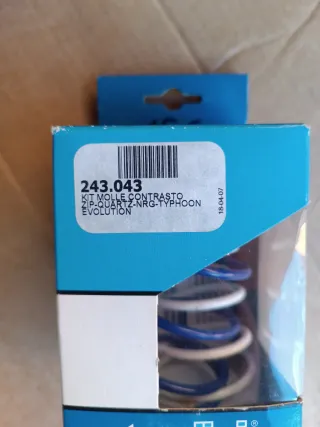 243.043
KIT MOLLE CONTRASTO
ZIP-QUARTZ-NRG-TYPHOON
EVOLUTION
18-04-07